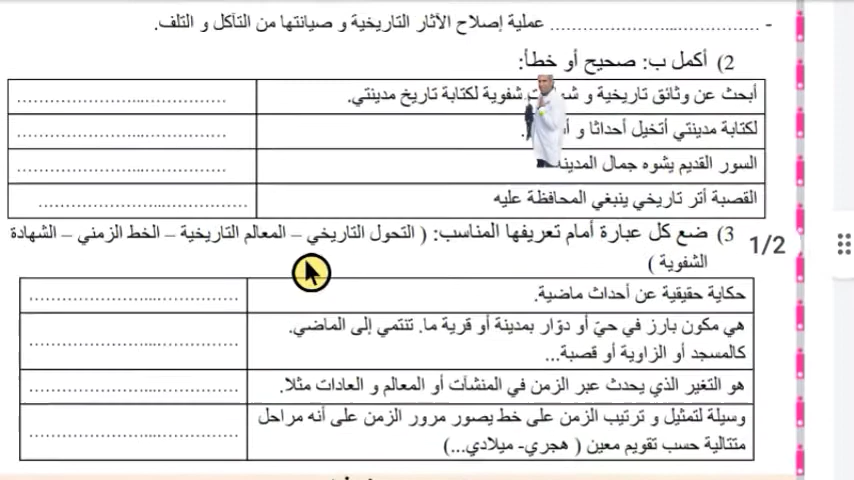 - ................................ عملية إصلاح الآثار التاريخية و صيانتها من التآكل و التلف.
2) أكمل ب: صحيح أو خطأ:
أبحث عن وثائق تاريخية و شفوية لكتابة تاريخ مدينتي. ................................
لكتابة مدينتي أتخيل أحداثا و ................................
السور القديم يشوه جمال المدينة ................................
القصبة أثر تاريخي ينبغي المحافظة عليه ................................
3) ضع كل عبارة أمام تعريفها المناسب: ( التحول التاريخي – المعالم التاريخية – الخط الزمني – الشهادة
الشفوية )
1/2
حكاية حقيقية عن أحداث ماضية. ................................
هي مكون بارز في حيّ أو دوّار بمدينة أو قرية ما. تنتمي إلى الماضي.
كالمسجد أو الزاوية أو قصبة... ................................
هو التغير الذي يحدث عبر الزمن في المنشآت أو المعالم و العادات مثلا. ................................
وسيلة لتمثيل و ترتيب الزمن على خط يصور مرور الزمن على أنه مراحل
متتالية حسب تقويم معين ( هجري- ميلادي...) ................................